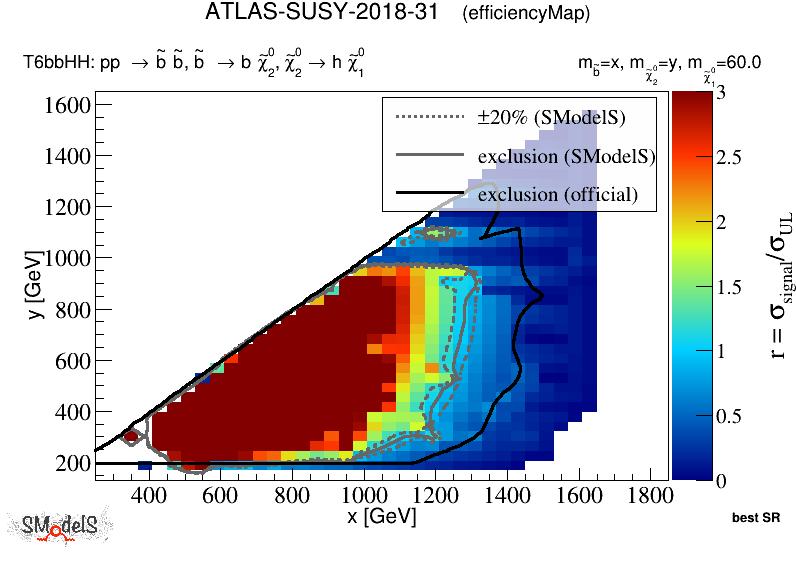 ATLAS-SUSY-2018-31 (efficiencyMap)
T6bbHH: pp → b̃ b̃, b̃ → b χ̃⁰₂, χ̃⁰₂ → h χ̃⁰₁
m_b̃=x, m_χ̃⁰₂=y, m_χ̃⁰₁=60.0
±20% (SModelS)
exclusion (SModelS)
exclusion (official)
y [GeV]
1600
1400
1200
1000
800
600
400
200
400 600 800 1000 1200 1400 1600 1800
x [GeV]
3
2.5
2
1.5
1
0.5
0
r = σ_signal/σ_UL
SModelS
best SR